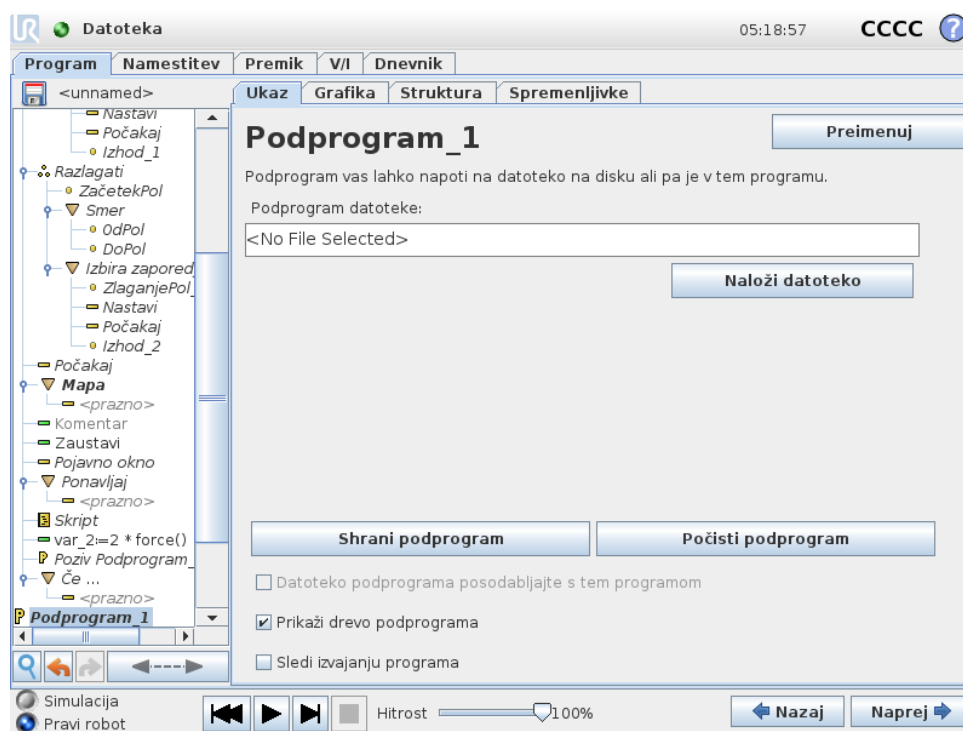 UR Datoteka 05:18:57 CCCC ?
Program Namestitev Premik V/I Dnevnik
<unnamed>
Ukaz Grafika Struktura Spremenljivke
Nastavi
Počakaj
Izhod_1
Razlagati
ZačetekPol
Smer
OdPol
DoPol
Izbira zapored
ZlaganjePol_
Nastavi
Počakaj
Izhod_2
Počakaj
Mapa
<prazno>
Komentar
Zaustavi
Pojavno okno
Ponavljaj
<prazno>
Skript
var_2≔2 * force()
P Poziv Podprogram_
Če ...
<prazno>
P Podprogram_1
Podprogram_1
Preimenuj
Podprogram vas lahko napoti na datoteko na disku ali pa je v tem programu.
Podprogram datoteke:
<No File Selected>
Naloži datoteko
Shrani podprogram Počisti podprogram
Datoteko podprograma posodabljajte s tem programom
Prikaži drevo podprograma
Sledi izvajanju programa
Simulacija
Pravi robot
Hitrost 100%
Nazaj Naprej